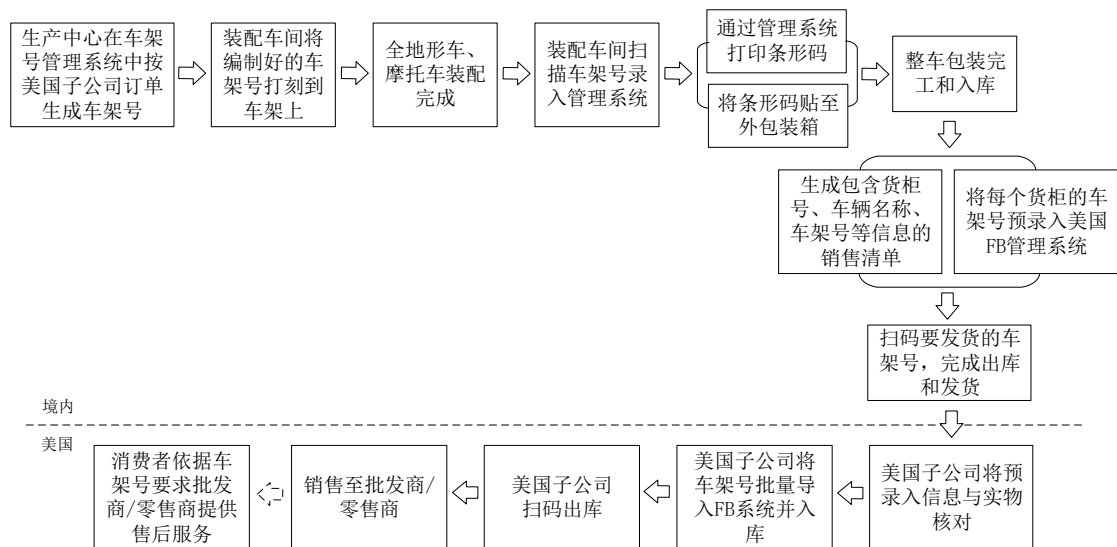 生产中心在车架
号管理系统中按
美国子公司订单
生成车架号
装配车间将
编制好的车
架号打刻到
车架上
全地形车、
摩托车装配
完成
装配车间扫
描车架号录
入管理系统
通过管理系统
打印条形码
将条形码贴至
外包装箱
整车包装完
工和入库
生成包含货柜
号、车辆名称、
车架号等信息的
销售清单
将每个货柜的车
架号预录入美国
FB管理系统
扫码要发货的车
架号，完成出库
和发货
境内
美国
消费者依据车
架号要求批发
商/零售商提供
售后服务
销售至批发商/
零售商
美国子公司
扫码出库
美国子公司将
车架号批量导
入FB系统并入
库
美国子公司将预
录入信息与实物
核对